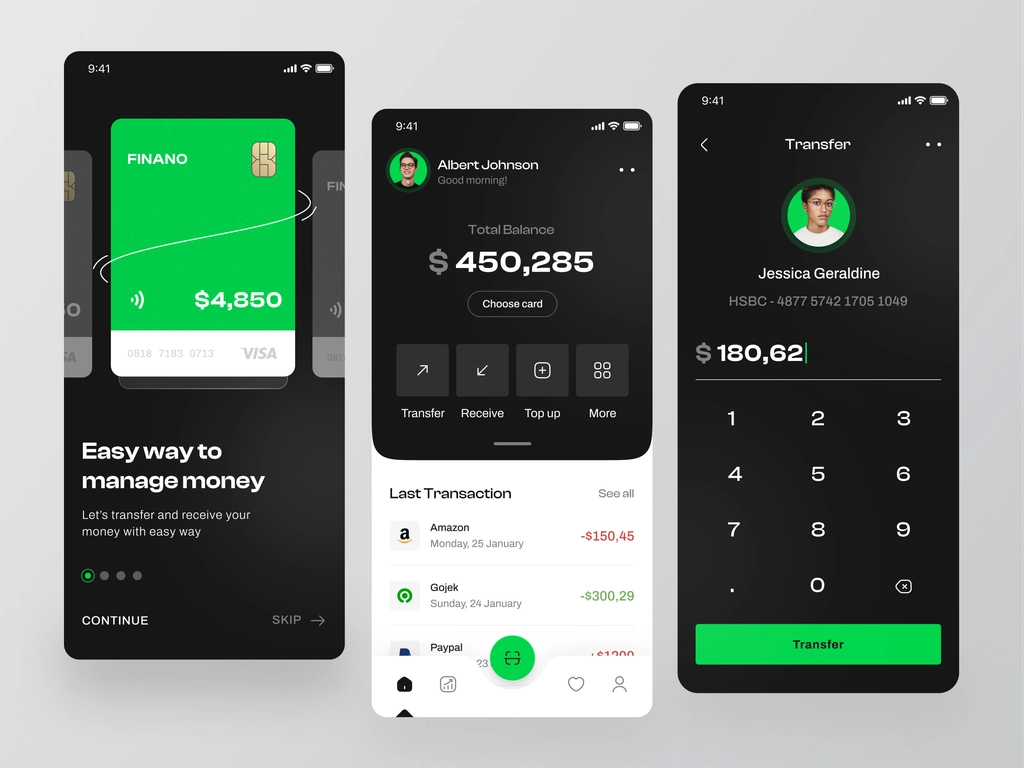 9:41
FINANO
$4,850
0818 7183 0713
VISA
FIN
081
Easy way to
manage money
Let's transfer and receive your
money with easy way
CONTINUE
SKIP
9:41
Albert Johnson
Good morning!
Total Balance
$ 450,285
Choose card
Transfer
Receive
Top up
More
Last Transaction
See all
Amazon
Monday, 25 January
-$150,45
Gojek
Sunday, 24 January
-$300,29
Paypal
23
+$1200
9:41
Transfer
Jessica Geraldine
HSBC - 4877 5742 1705 1049
$ 180,62
1 2 3
4 5 6
7 8 9
. 0
Transfer